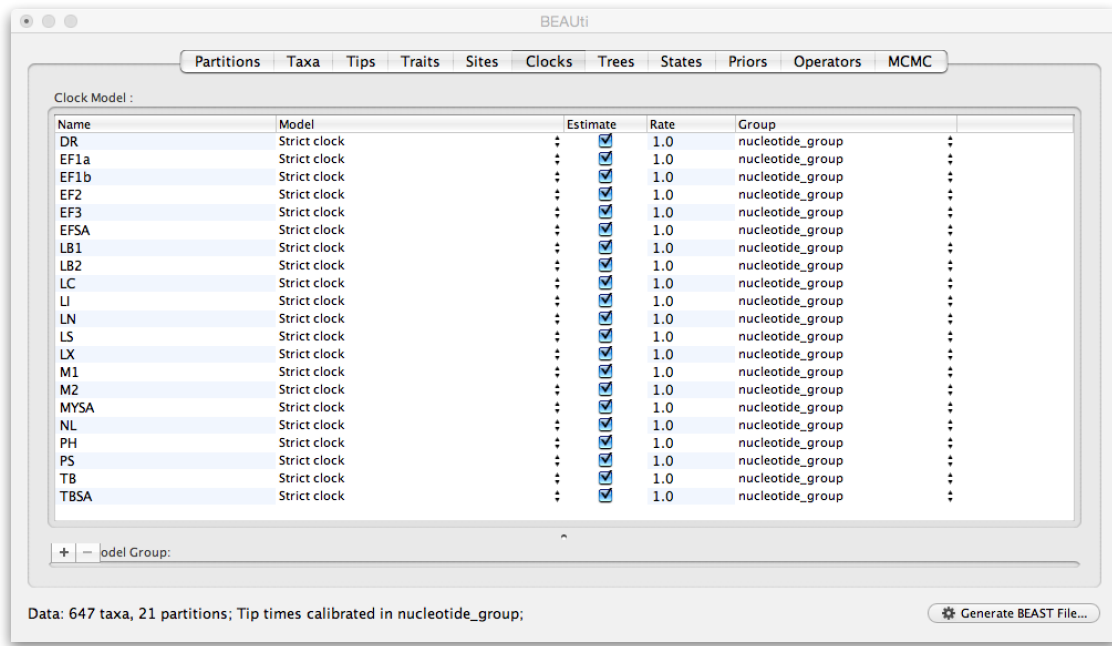 BEAUti
Partitions Taxa Tips Traits Sites Clocks Trees States Priors Operators MCMC
Clock Model :
Name Model Estimate Rate Group
DR Strict clock 1.0 nucleotide_group
EF1a Strict clock 1.0 nucleotide_group
EF1b Strict clock 1.0 nucleotide_group
EF2 Strict clock 1.0 nucleotide_group
EF3 Strict clock 1.0 nucleotide_group
EFSA Strict clock 1.0 nucleotide_group
LB1 Strict clock 1.0 nucleotide_group
LB2 Strict clock 1.0 nucleotide_group
LC Strict clock 1.0 nucleotide_group
LI Strict clock 1.0 nucleotide_group
LN Strict clock 1.0 nucleotide_group
LS Strict clock 1.0 nucleotide_group
LX Strict clock 1.0 nucleotide_group
M1 Strict clock 1.0 nucleotide_group
M2 Strict clock 1.0 nucleotide_group
MYSA Strict clock 1.0 nucleotide_group
NL Strict clock 1.0 nucleotide_group
PH Strict clock 1.0 nucleotide_group
PS Strict clock 1.0 nucleotide_group
TB Strict clock 1.0 nucleotide_group
TBSA Strict clock 1.0 nucleotide_group
+ − odel Group:
Data: 647 taxa, 21 partitions; Tip times calibrated in nucleotide_group; Generate BEAST File...